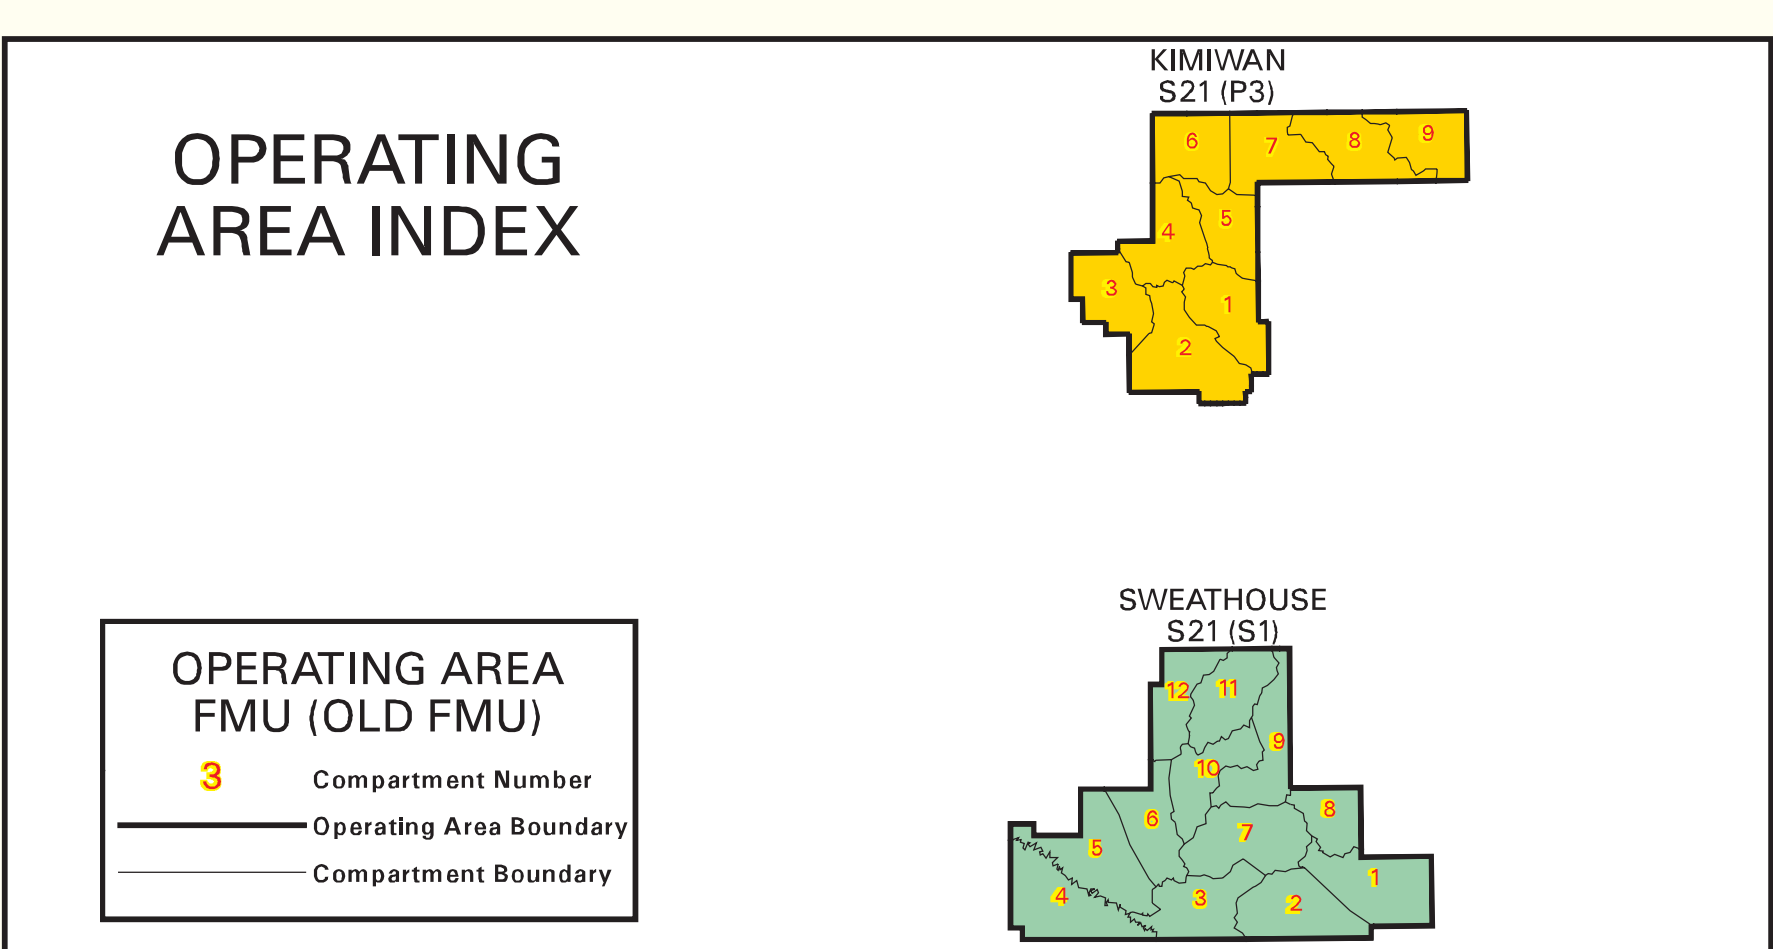 OPERATING
AREA INDEX
KIMIWAN
S21 (P3)
6
7
8
9
5
4
3
1
2
SWEATHOUSE
S21 (S1)
12
11
9
10
8
6
7
5
1
4
3
2
OPERATING AREA
FMU (OLD FMU)
3 Compartment Number
Operating Area Boundary
Compartment Boundary